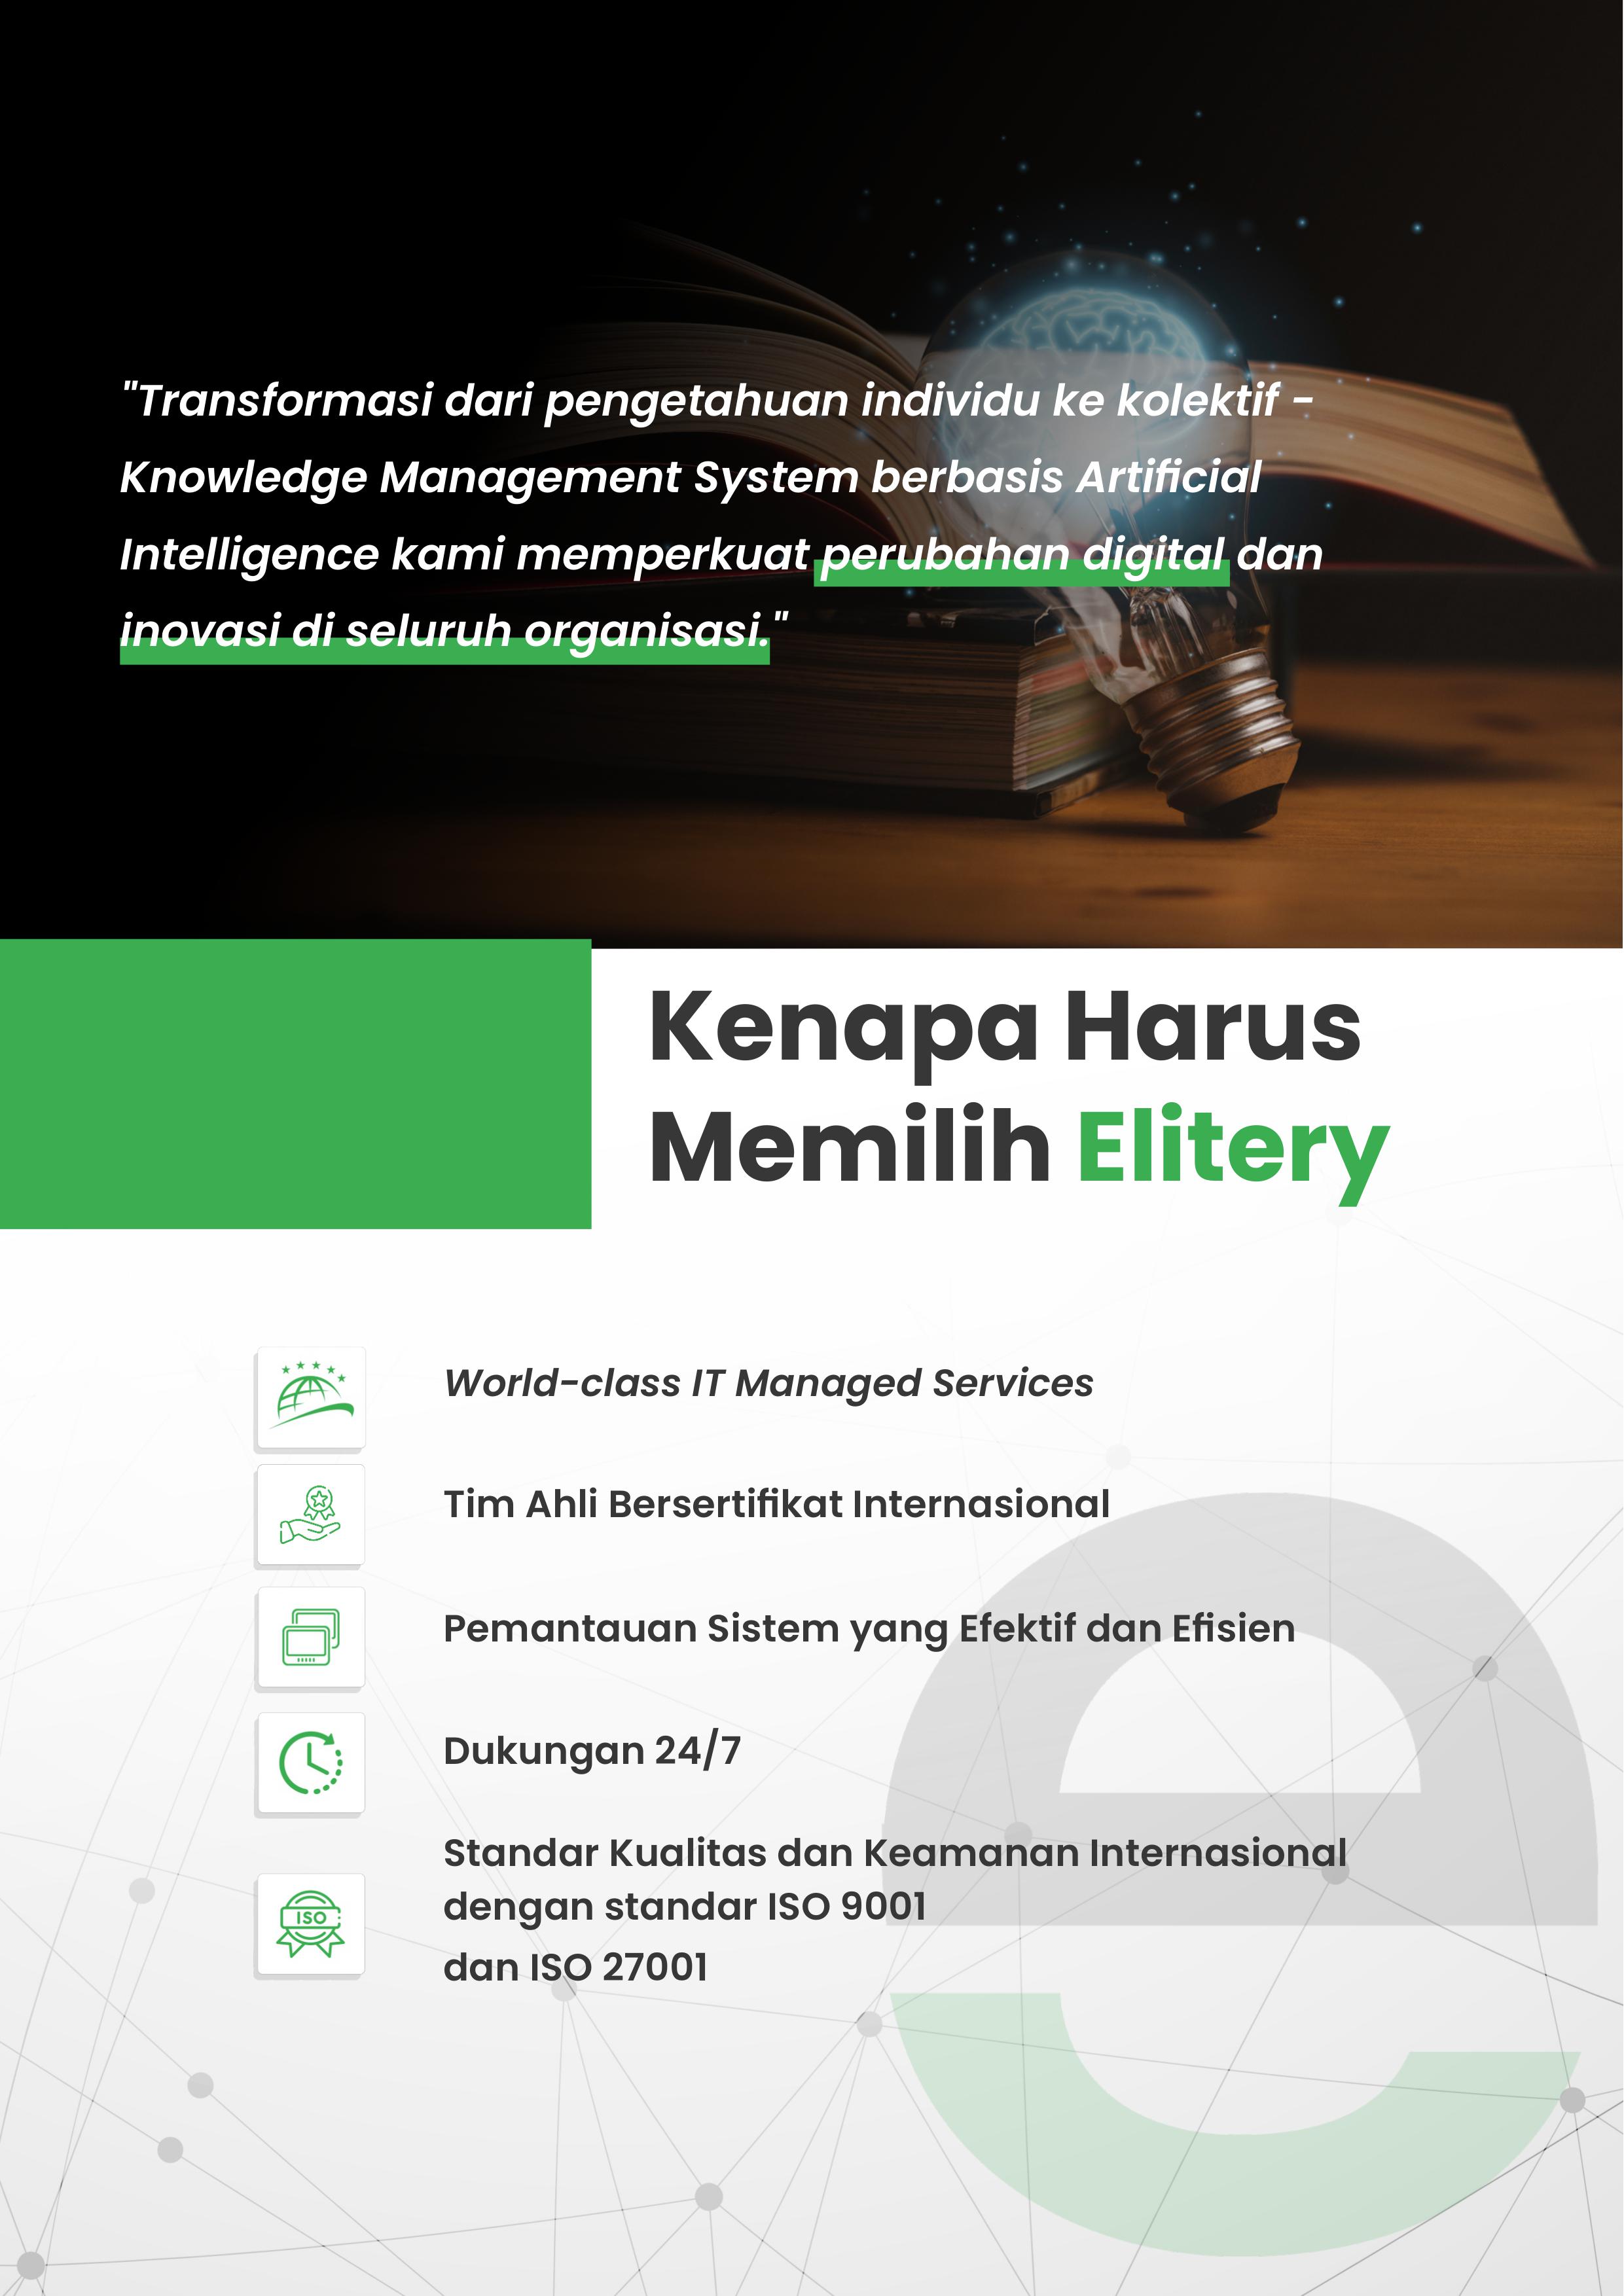 "Transformasi dari pengetahuan individu ke kolektif -
Knowledge Management System berbasis Artificial
Intelligence kami memperkuat perubahan digital dan
inovasi di seluruh organisasi."
Kenapa Harus
Memilih Elitery
World-class IT Managed Services
Tim Ahli Bersertifikat Internasional
Pemantauan Sistem yang Efektif dan Efisien
Dukungan 24/7
Standar Kualitas dan Keamanan Internasional
dengan standar ISO 9001
ISO
dan ISO 27001